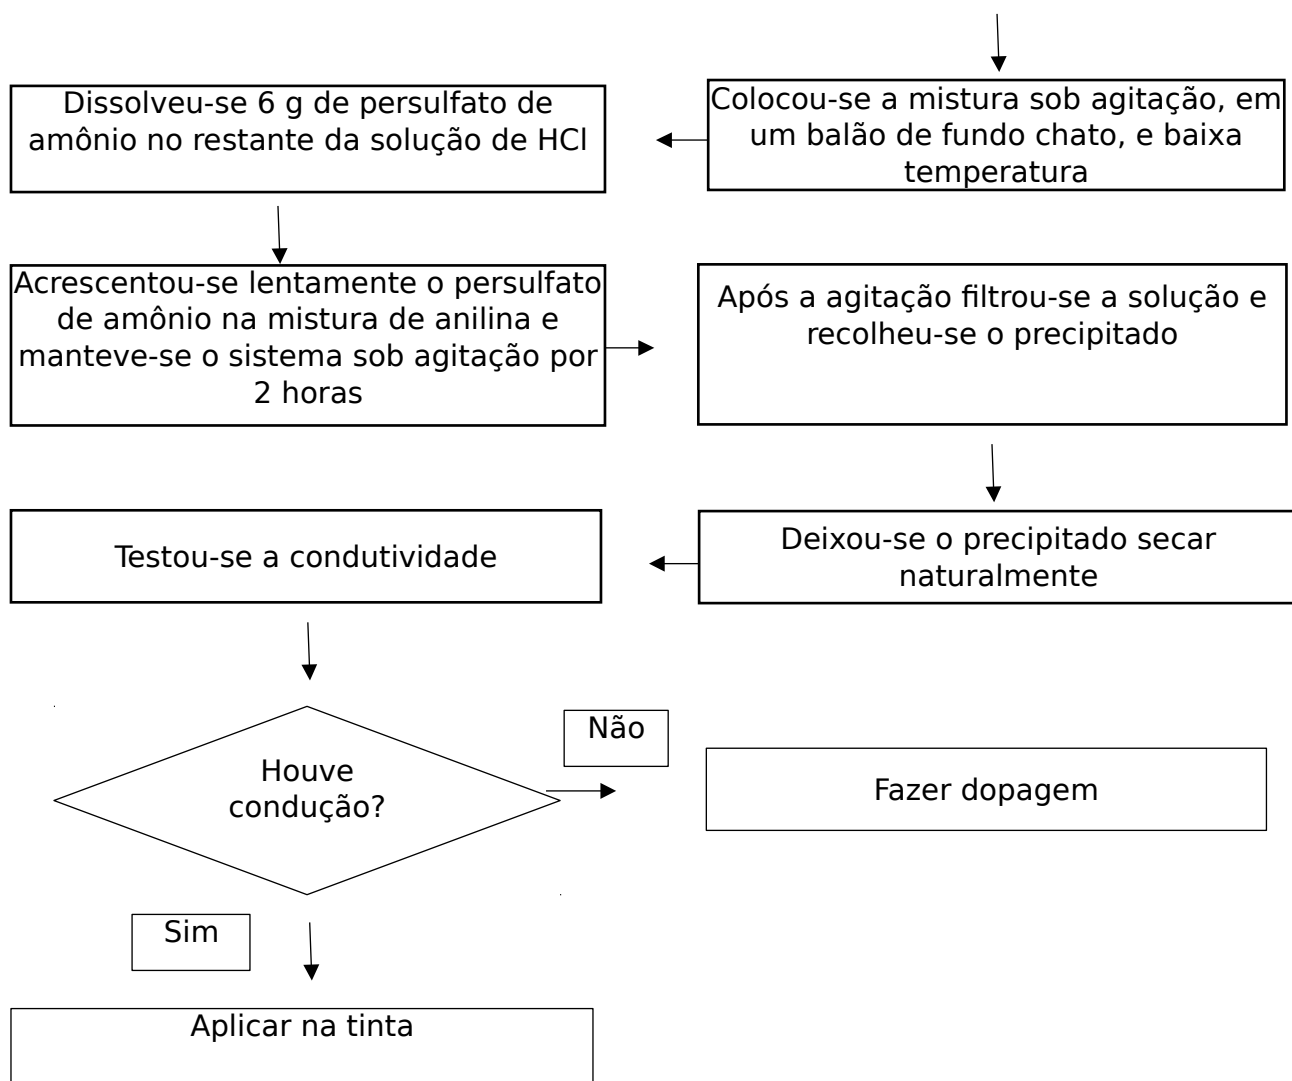 Colocou-se a mistura sob agitação, em
um balão de fundo chato, e baixa
temperatura
Dissolveu-se 6 g de persulfato de
amônio no restante da solução de HCl
Acrescentou-se lentamente o persulfato
de amônio na mistura de anilina e
manteve-se o sistema sob agitação por
2 horas
Após a agitação filtrou-se a solução e
recolheu-se o precipitado
Deixou-se o precipitado secar
naturalmente
Testou-se a condutividade
Houve
condução?
Não
Fazer dopagem
Sim
Aplicar na tinta